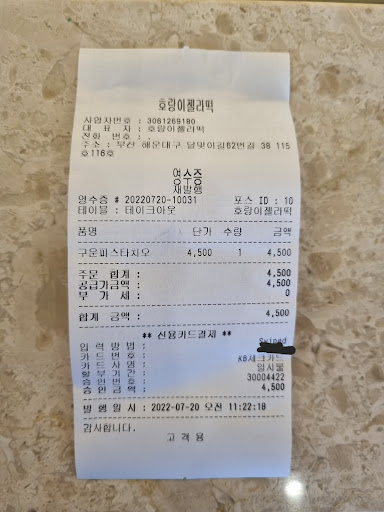 호랑이젤라떡
사업자번호 : 3061269180
대 표 자 : 호랑이젤라떡
전화 번호 : .
주소 : 부산 해운대구 달맞이길62번길 38 115
호116호
영수증
재발행
영수증 # 20220720-10031 포스 ID : 10
테이블 : 테이크아웃 호랑이젤라떡
품명 단가 수량 금액
구운피스타치오 4,500 1 4,500
주문 합계 : 4,500
공급가금액 : 4,500
부 가 세 : 0
합계 금액 : 4,500
** 신용카드결제 **
입 력 방 법 : Swiped
카 드 번 호 :
카 드 사 명 : KB체크카드
할 부 기 간 : 일시불
승 인 번 호 : 30004422
승 인 금 액 : 4,500
발 행 일 시 : 2022-07-20 오전 11:22:18
감사합니다.
고 객 용